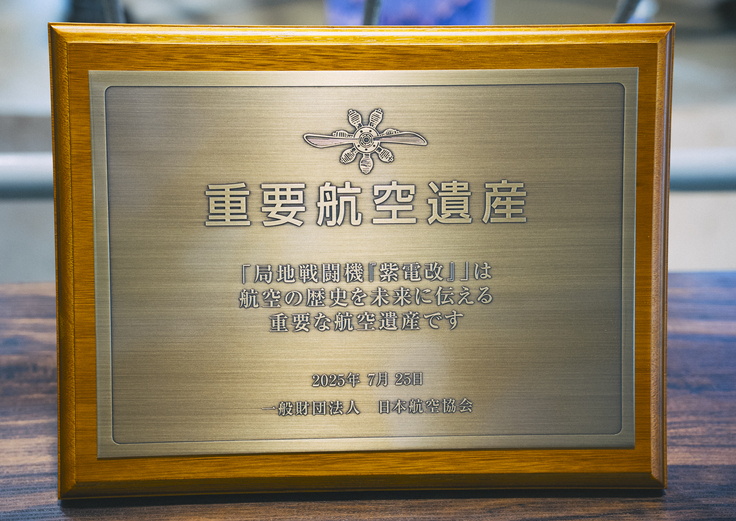 重要航空遺産
「局地戦闘機『紫電改』」は
航空の歴史を未来に伝える
重要な航空遺産です
2025年 7月 25日
一般財団法人 日本航空協会